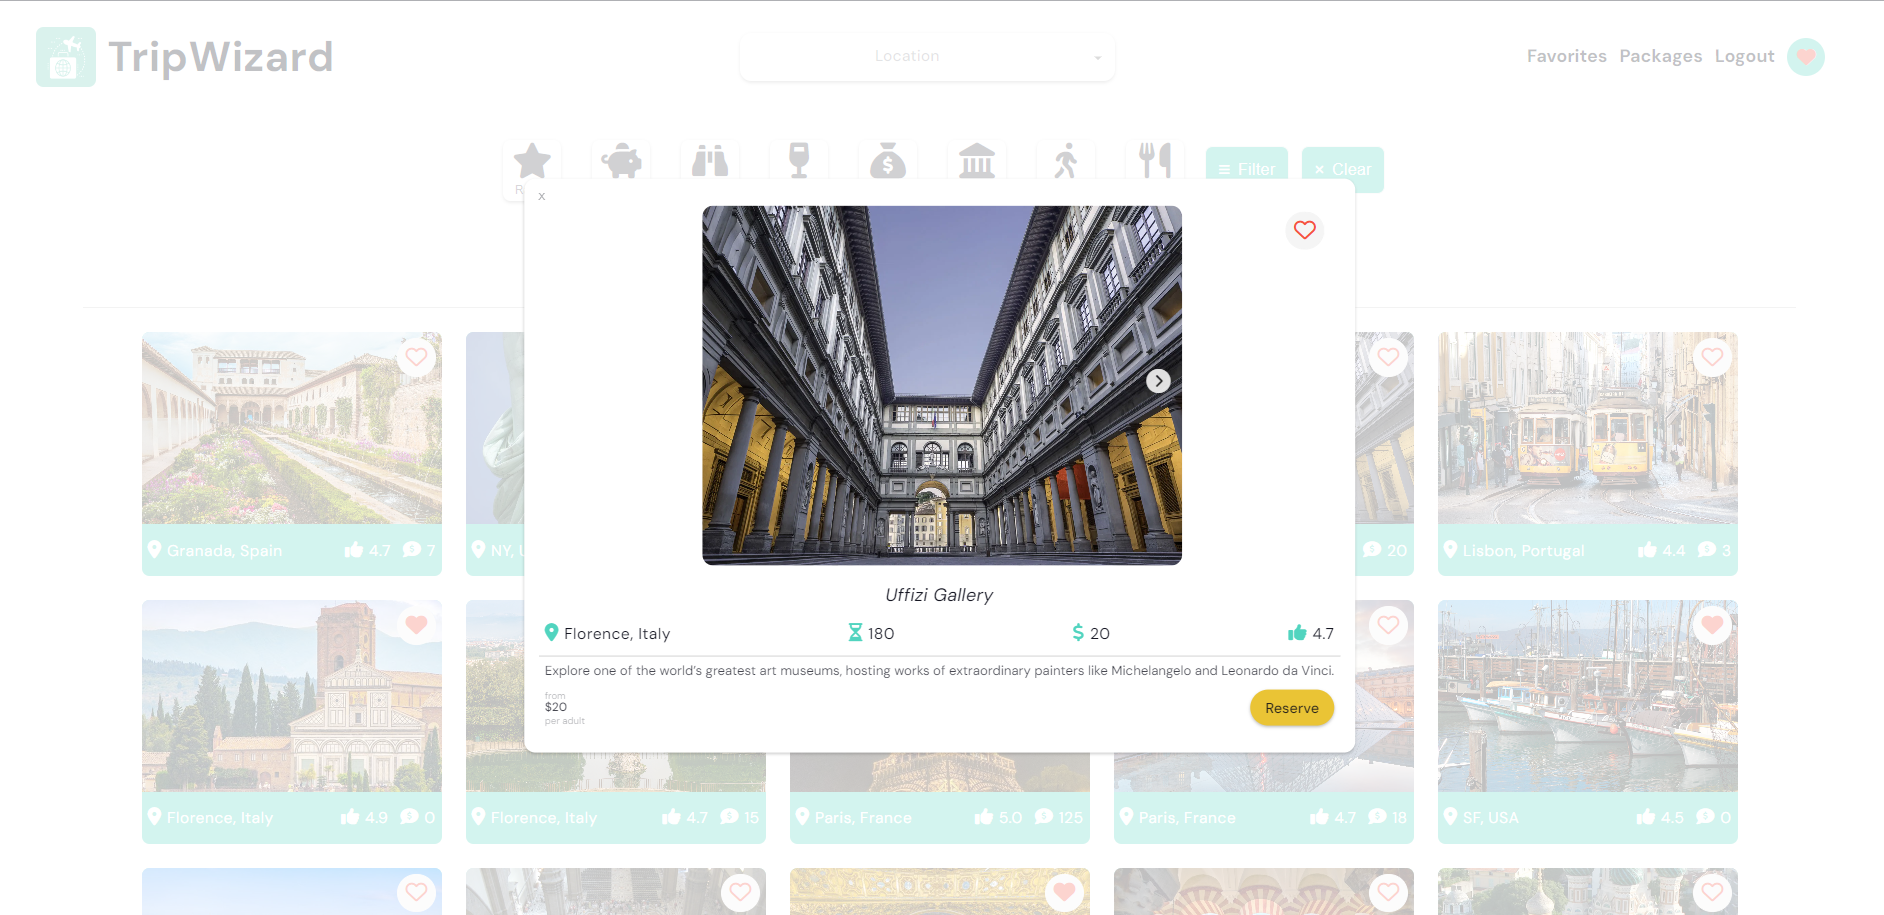 TripWizard
Location
Favorites Packages Logout
Filter
Clear
x
Uffizi Gallery
Florence, Italy 180 20 4.7
Explore one of the world's greatest art museums, hosting works of extraordinary painters like Michelangelo and Leonardo da Vinci.
from
$20
per adult
Reserve
Granada, Spain 4.7 7
NY,
20
Lisbon, Portugal 4.4 3
Florence, Italy 4.9 0
Florence, Italy 4.7 15
Paris, France 5.0 125
Paris, France 4.7 18
SF, USA 4.5 0